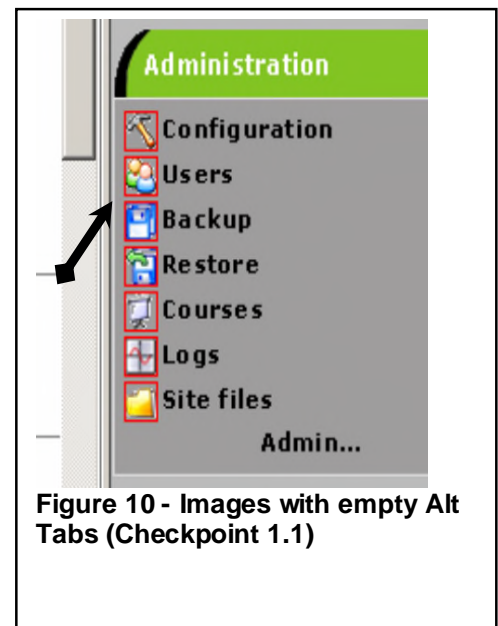 Administration
Configuration
Users
Backup
Restore
Courses
Logs
Site files
Admin...
Figure 10 - Images with empty Alt
Tabs (Checkpoint 1.1)